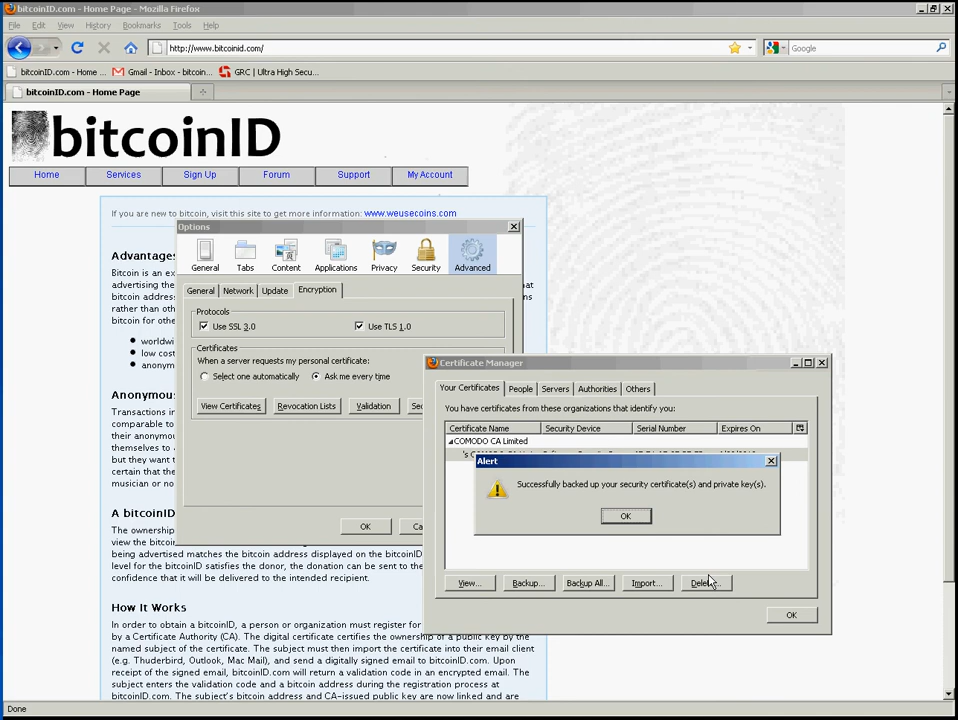 bitcoinID.com - Home Page - Mozilla Firefox
File Edit View History Bookmarks Tools Help
http://www.bitcoinid.com/
Google
bitcoinID.com - Home ... Gmail - Inbox - bitcoin... GRC | Ultra High Secu...
bitcoinID.com - Home Page
bitcoinID
Home Services Sign Up Forum Support My Account
If you are new to bitcoin, visit this site to get more information: www.weusecoins.com
Options
General Tabs Content Applications Privacy Security Advanced
General Network Update Encryption
Protocols
Use SSL 3.0 Use TLS 1.0
Certificates
When a server requests my personal certificate:
Select one automatically Ask me every time
View Certificates Revocation Lists Validation Sec
OK Ca
Certificate Manager
Your Certificates People Servers Authorities Others
You have certificates from these organizations that identify you:
Certificate Name Security Device Serial Number Expires On
COMODO CA Limited
Alert
Successfully backed up your security certificate(s) and private key(s).
OK
View... Backup... Backup All... Import... Delete...
OK
Advantages
Bitcoin is an ex
advertising the that
bitcoin address ms
rather than oth
bitcoin for othe
worldwi
low cost
anonym
Anonymous
Transactions in
comparable to
their anonymou
themselves to a
but they want t
certain that the
musician or no
A bitcoinID
The ownership
view the bitcoin
being advertised matches the bitcoin address displayed on the bitcoinID
level for the bitcoinID satisfies the donor, the donation can be sent to the
confidence that it will be delivered to the intended recipient.
How It Works
In order to obtain a bitcoinID, a person or organization must register for
by a Certificate Authority (CA). The digital certificate certifies the ownership of a public key by the
named subject of the certificate. The subject must then import the certificate into their email client
(e.g. Thunderbird, Outlook, Mac Mail), and send a digitally signed email to bitcoinID.com. Upon
receipt of the signed email, bitcoinID.com will return a validation code in an encrypted email. The
subject enters the validation code and a bitcoin address during the registration process at
bitcoinID.com. The subject's bitcoin address and CA-issued public key are now linked and are
Done